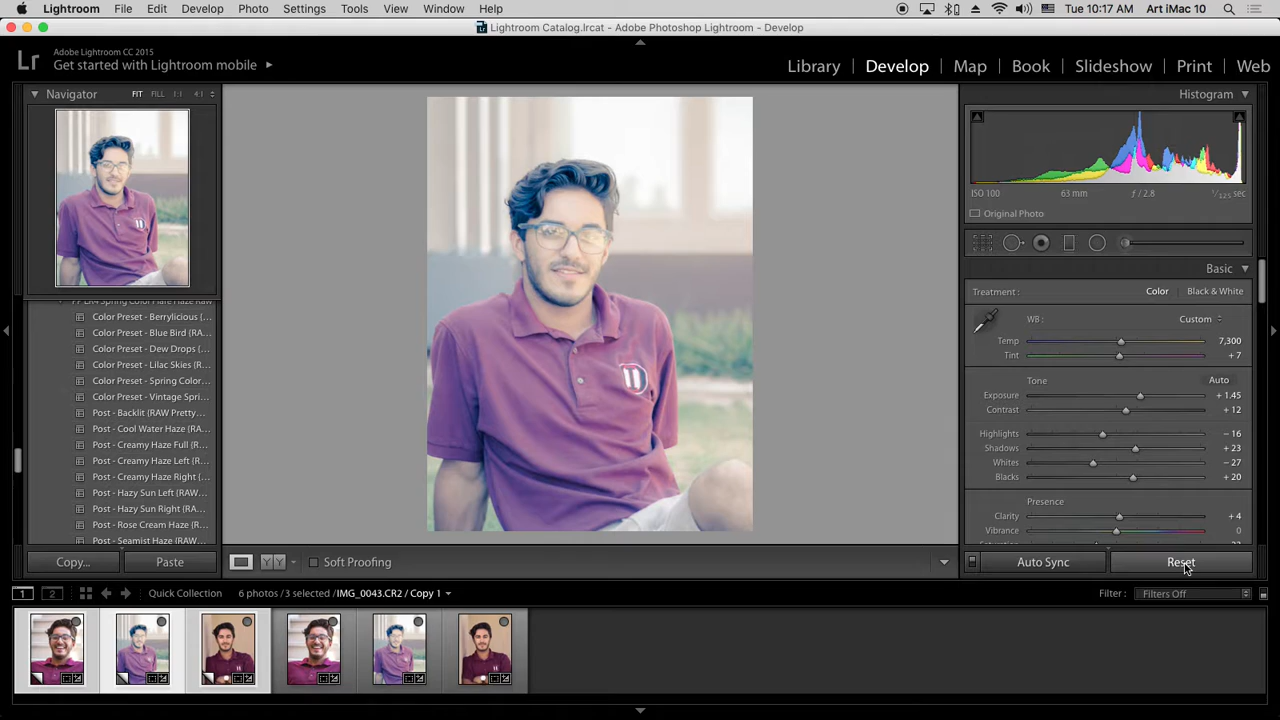 Lightroom File Edit Develop Photo Settings Tools View Window Help Tue 10:17 AM Art iMac 10
Lightroom Catalog.lrcat - Adobe Photoshop Lightroom - Develop
Lr Adobe Lightroom CC 2015
Get started with Lightroom mobile
Library Develop Map Book Slideshow Print Web
Navigator FIT FILL 1:1 4:1
Histogram
ISO 100 63 mm ƒ / 2.8 1/125 sec
Original Photo
Basic
Treatment : Color Black & White
WB : Custom
Temp 7,300
Tint + 7
Tone Auto
Exposure + 1.45
Contrast + 12
Highlights − 16
Shadows + 23
Whites − 27
Blacks + 20
Presence
Clarity + 4
Vibrance 0
Color Preset - Berrylicious {...
Color Preset - Blue Bird {RA...
Color Preset - Dew Drops {...
Color Preset - Lilac Skies {R...
Color Preset - Spring Color...
Color Preset - Vintage Spri...
Post - Backlit {RAW Pretty...
Post - Cool Water Haze {R...
Post - Creamy Haze Full {R...
Post - Creamy Haze Left {R...
Post - Creamy Haze Right {...
Post - Hazy Sun Left {RAW...
Post - Hazy Sun Right {RA...
Post - Rose Cream Haze {R...
Post - Seamist Haze {RAW...
Copy... Paste
Soft Proofing
Auto Sync Reset
1 2 Quick Collection 6 photos / 3 selected / IMG_0043.CR2 / Copy 1
Filter : Filters Off